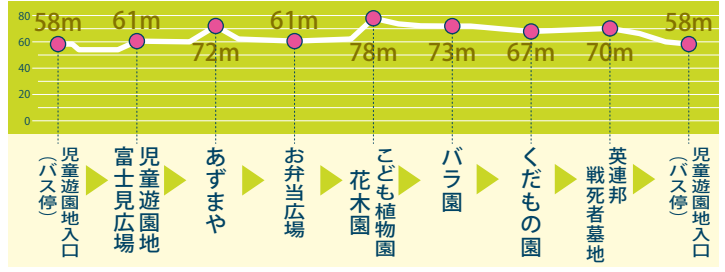 80
60
40
20
0
58m
61m
72m
61m
78m
73m
67m
70m
58m
児童遊園地入口
（バス停）
児童遊園地
富士見広場
あずまや
お弁当広場
こども植物園
花木園
バラ園
くだもの園
英連邦
戦死者墓地
児童遊園地入口
（バス停）